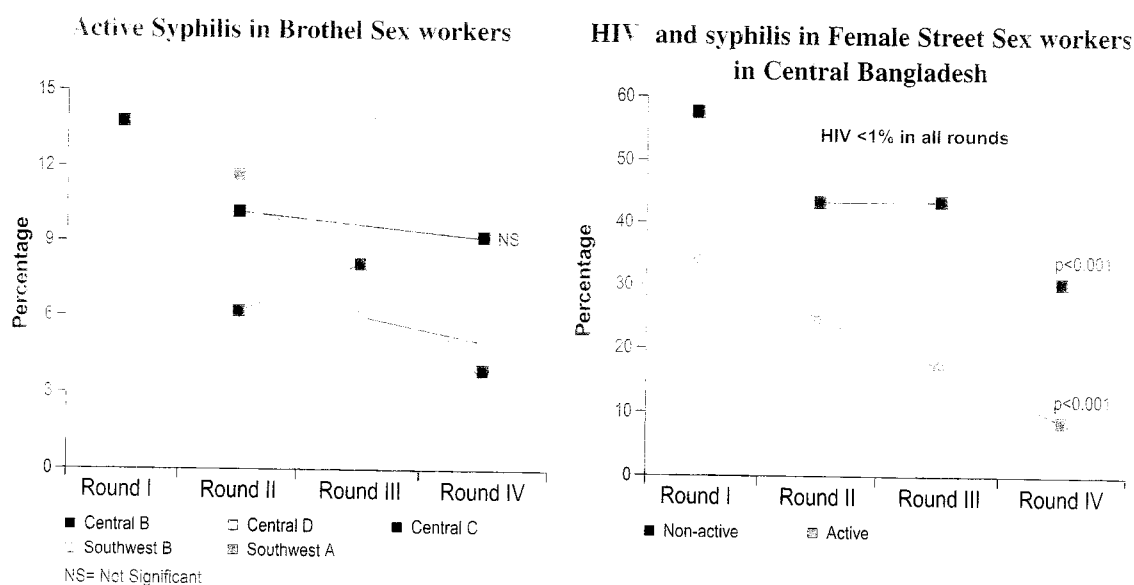 Active Syphilis in Brothel Sex workers
15
12
9
6
3
0
Percentage
NS
Round I Round II Round III Round IV
■ Central B □ Central D ■ Central C
Southwest B Southwest A
NS= Not Significant
HIV and syphilis in Female Street Sex workers
in Central Bangladesh
60
50
40
30
20
10
0
Percentage
HIV <1% in all rounds
p<0.001
p<0.001
Round I Round II Round III Round IV
■ Non-active Active